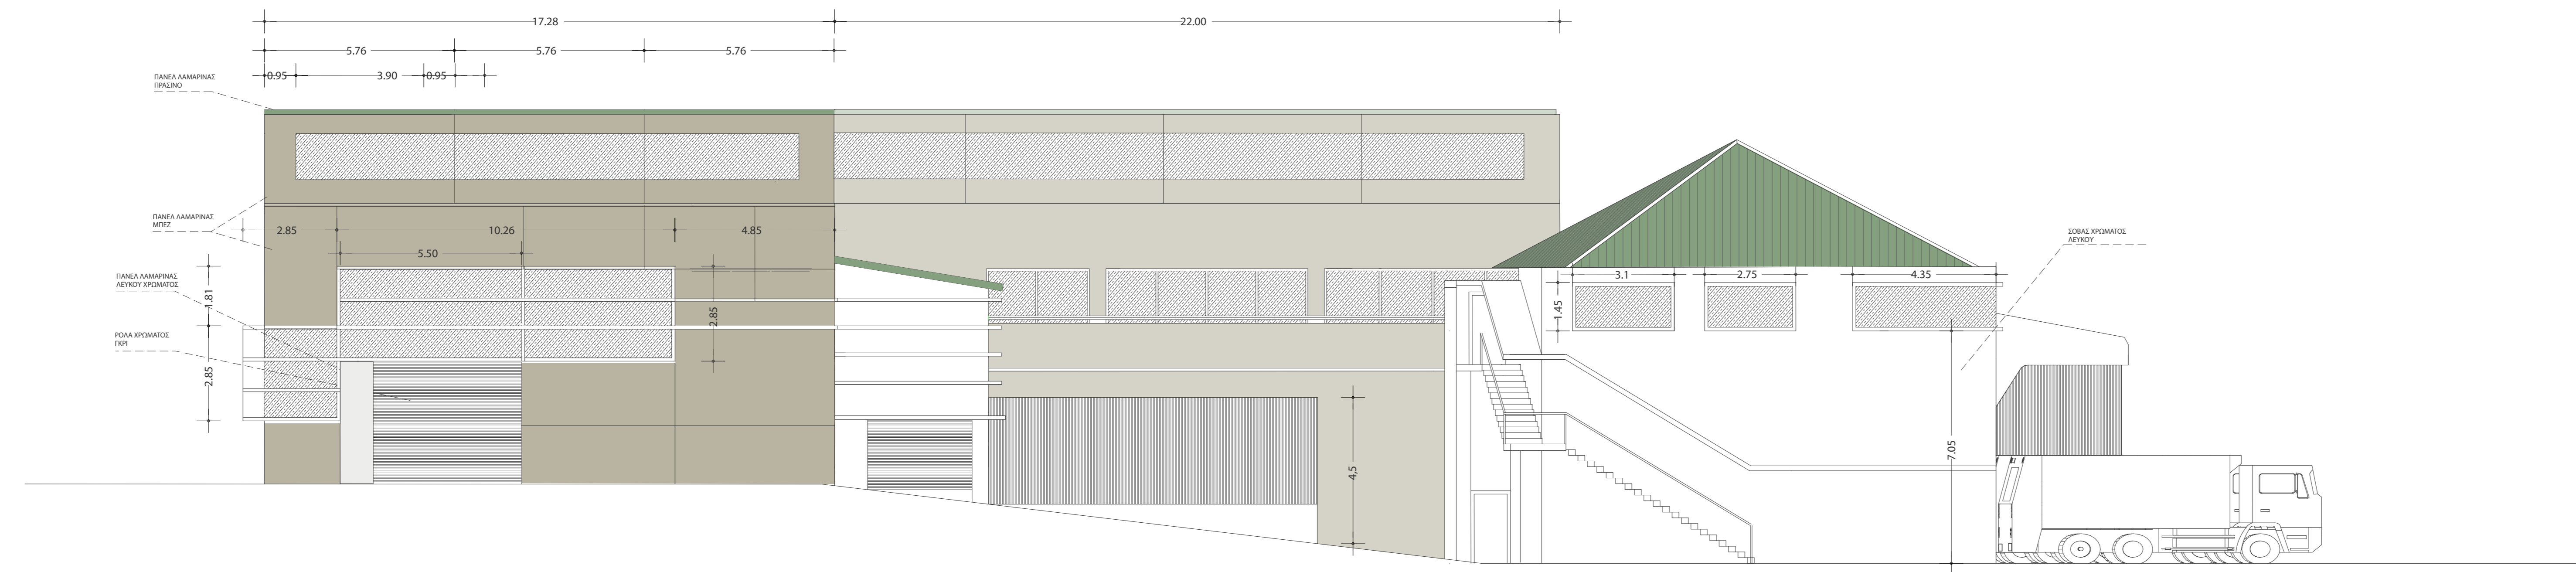 17.28
22.00
5.76
5.76
5.76
0.95
3.90
0.95
ΠΑΝΕΛ ΛΑΜΑΡΙΝΑΣ
ΠΡΑΣΙΝΟ
ΠΑΝΕΛ ΛΑΜΑΡΙΝΑΣ
ΜΠΕΖ
2.85
10.26
4.85
5.50
ΣΟΒΑΣ ΧΡΩΜΑΤΟΣ
ΛΕΥΚΟΥ
ΠΑΝΕΛ ΛΑΜΑΡΙΝΑΣ
ΛΕΥΚΟΥ ΧΡΩΜΑΤΟΣ
1.81
2.85
3.1
2.75
4.35
1.45
ΡΟΛΑ ΧΡΩΜΑΤΟΣ
ΓΚΡΙ
2.85
4,5
7.05